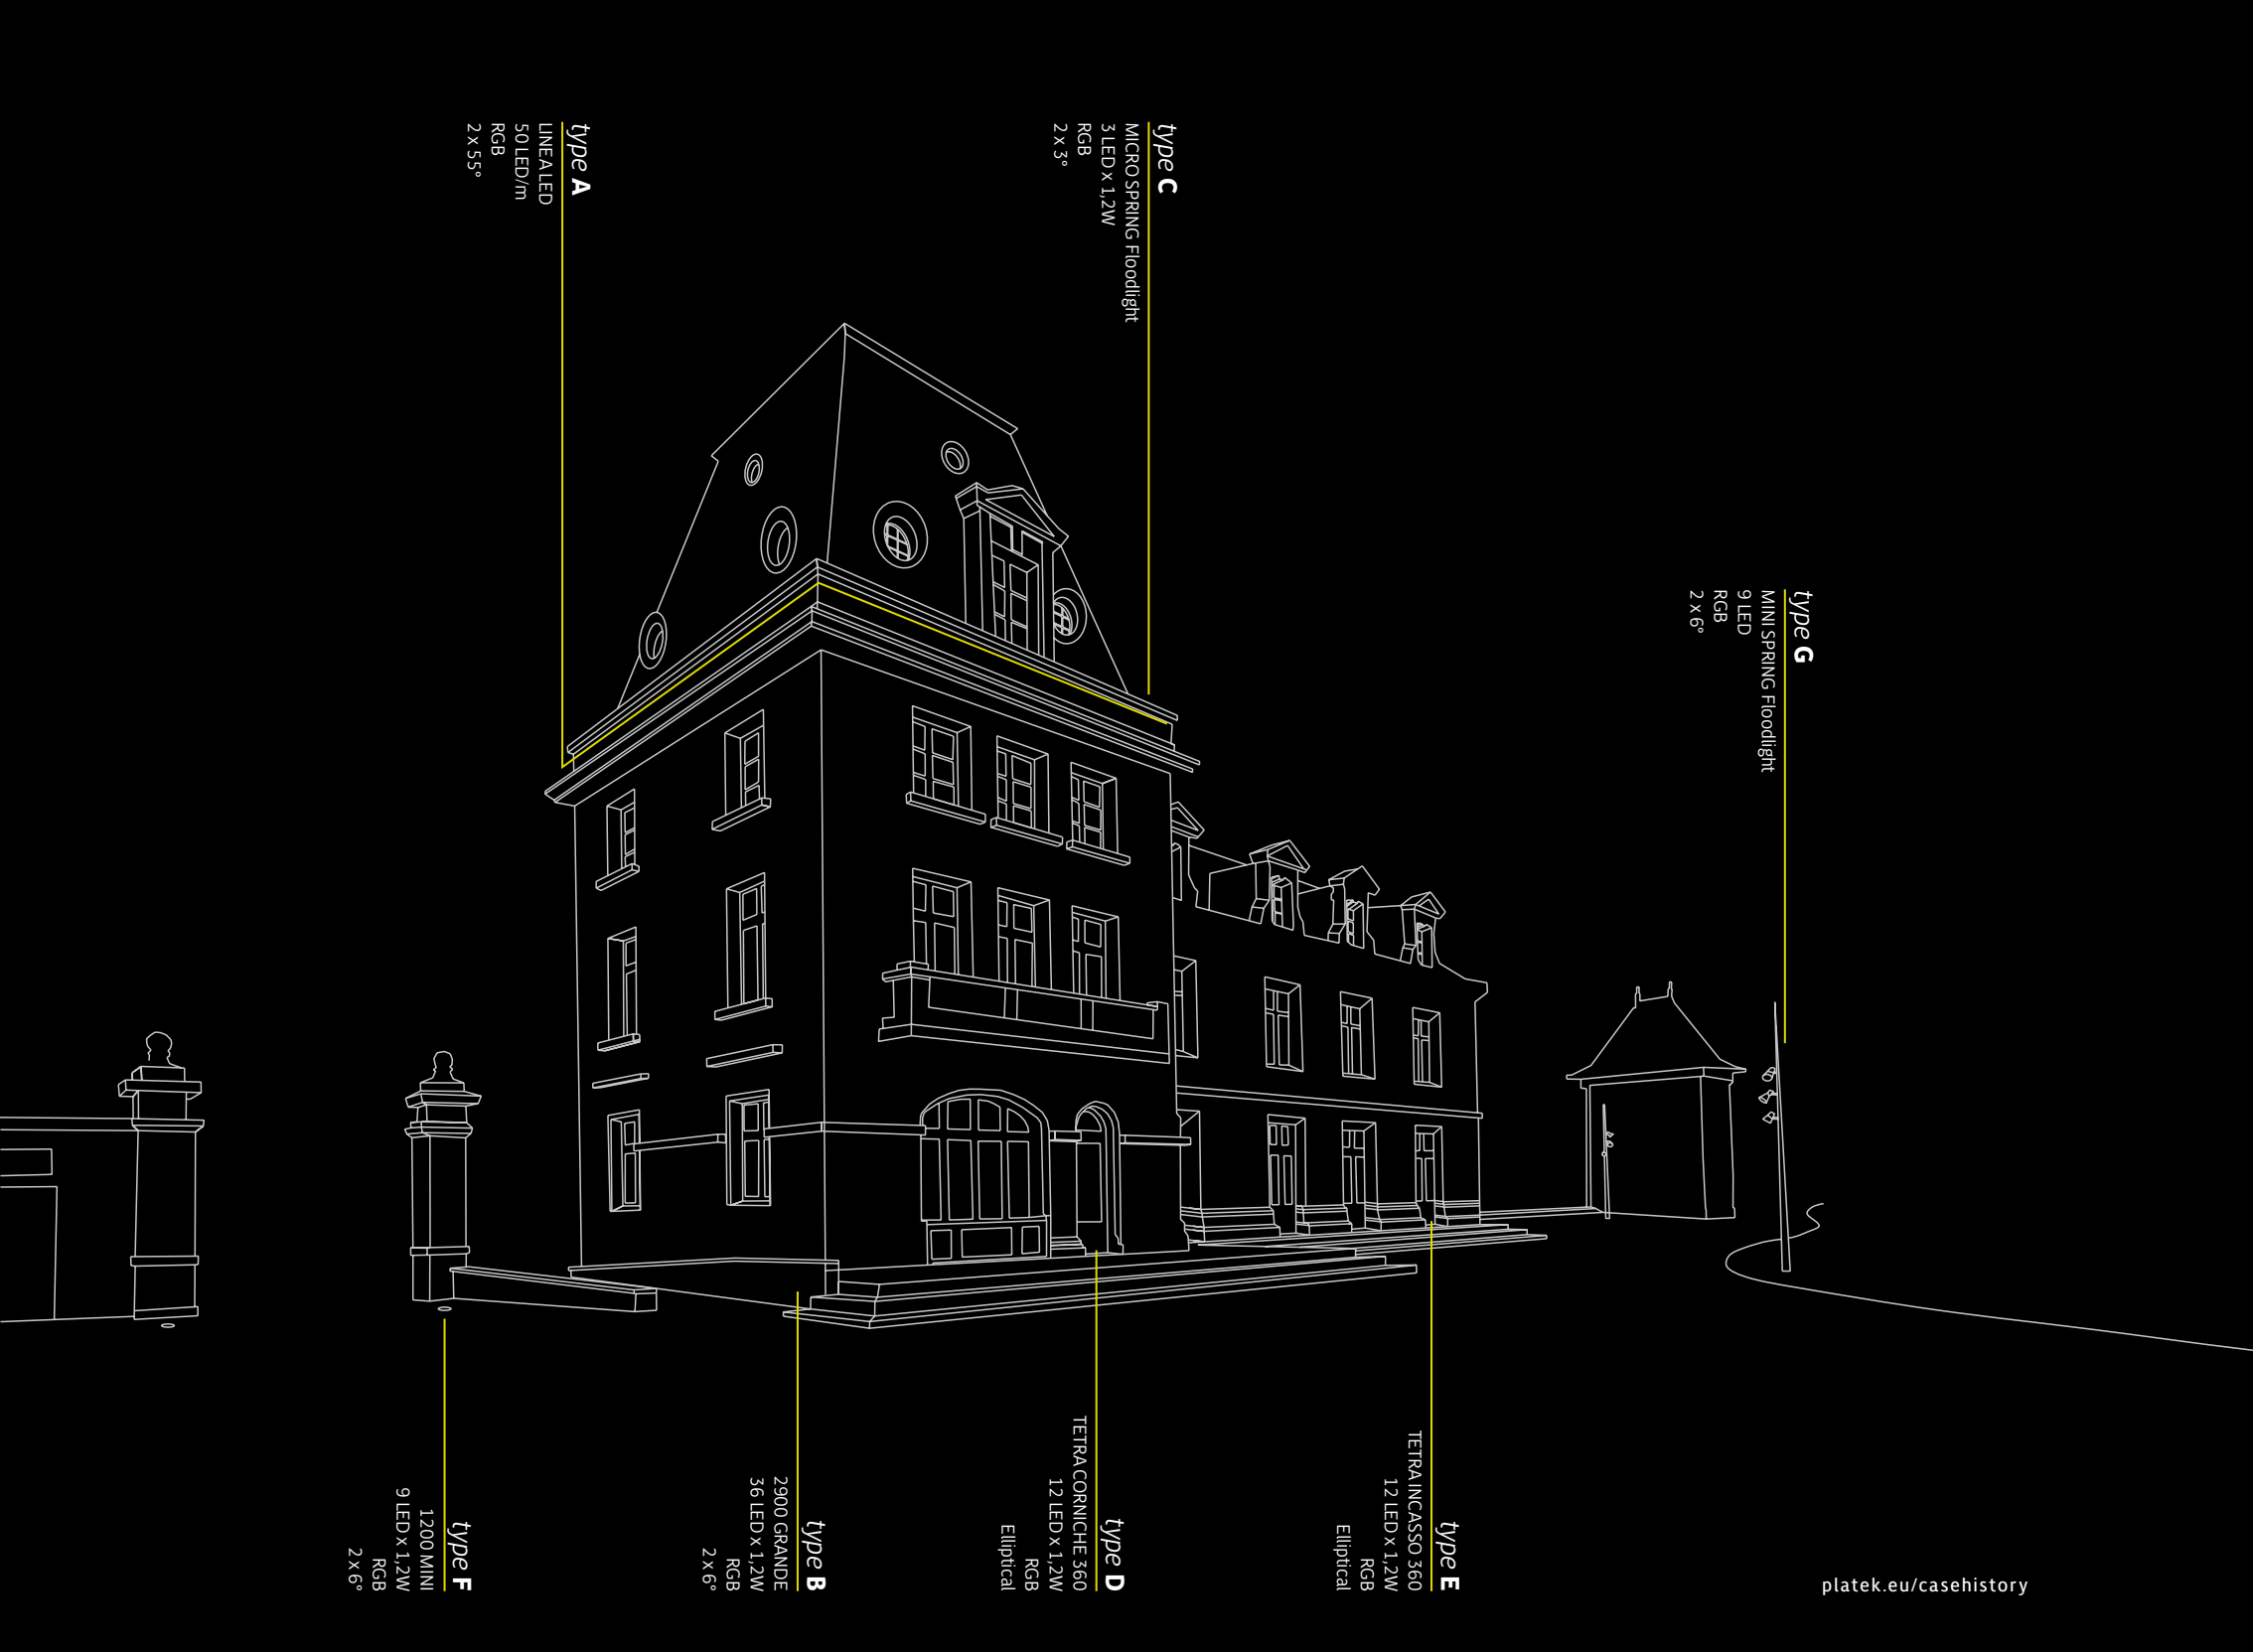 type A
LINEA LED
50 LED/m
RGB
2 x 55°
type C
MICRO SPRING Floodlight
3 LED x 1,2W
RGB
2 x 3°
type G
MINI SPRING Floodlight
9 LED
RGB
2 x 6°
type F
1200 MINI
9 LED x 1,2W
RGB
2 x 6°
type B
2900 GRANDE
36 LED x 1,2W
RGB
2 x 6°
type D
TETRA CORNICHE 360
12 LED x 1,2W
RGB
Elliptical
type E
TETRA INCASSO 360
12 LED x 1,2W
RGB
Elliptical
platek.eu/casehistory